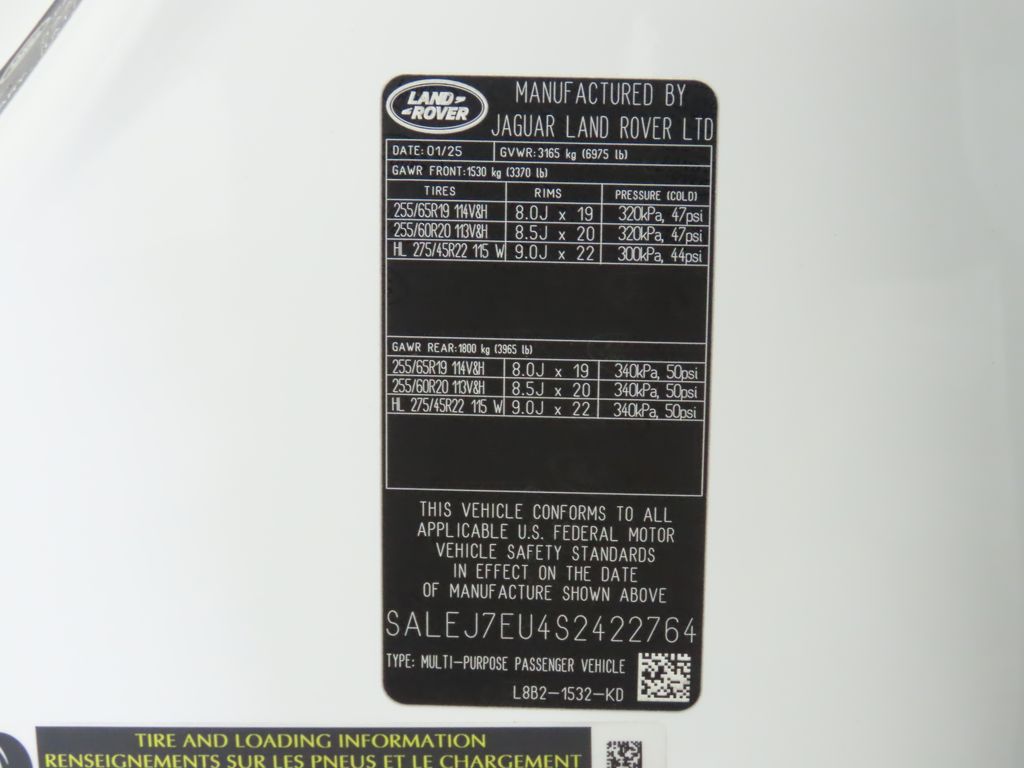 LAND
ROVER
MANUFACTURED BY
JAGUAR LAND ROVER LTD
DATE: 01/25 GVWR: 3165 kg (6975 lb)
GAWR FRONT: 1530 kg (3370 lb)
TIRES RIMS PRESSURE (COLD)
255/65R19 114V&H 8.0J x 19 320kPa, 47psi
255/60R20 113V&H 8.5J x 20 320kPa, 47psi
HL 275/45R22 115 W 9.0J x 22 300kPa, 44psi
GAWR REAR: 1800 kg (3965 lb)
255/65R19 114V&H 8.0J x 19 340kPa, 50psi
255/60R20 113V&H 8.5J x 20 340kPa, 50psi
HL 275/45R22 115 W 9.0J x 22 340kPa, 50psi
THIS VEHICLE CONFORMS TO ALL
APPLICABLE U.S. FEDERAL MOTOR
VEHICLE SAFETY STANDARDS
IN EFFECT ON THE DATE
OF MANUFACTURE SHOWN ABOVE
SALEJ7EU4S2422764
TYPE: MULTI-PURPOSE PASSENGER VEHICLE
L8B2-1532-KD
TIRE AND LOADING INFORMATION
RENSEIGNEMENTS SUR LES PNEUS ET LE CHARGEMENT